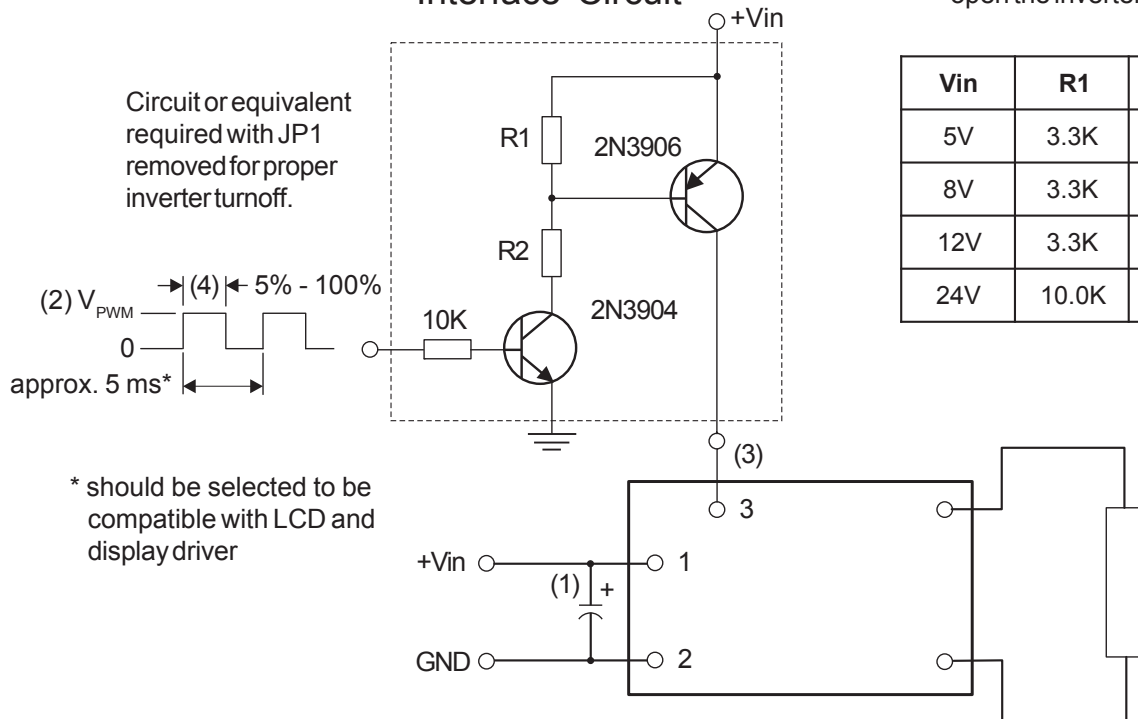 Interface Circuit
+Vin
Circuit or equivalent
required with JP1
removed for proper
inverter turnoff.
R1
2N3906
R2
2N3904
10K
(2) VPWM
(4)
5% - 100%
0
approx. 5 ms*
* should be selected to be
compatible with LCD and
display driver
(3)
3
+Vin
1
(1)
+
GND
2
open the inverter
Vin R1
5V 3.3K
8V 3.3K
12V 3.3K
24V 10.0K